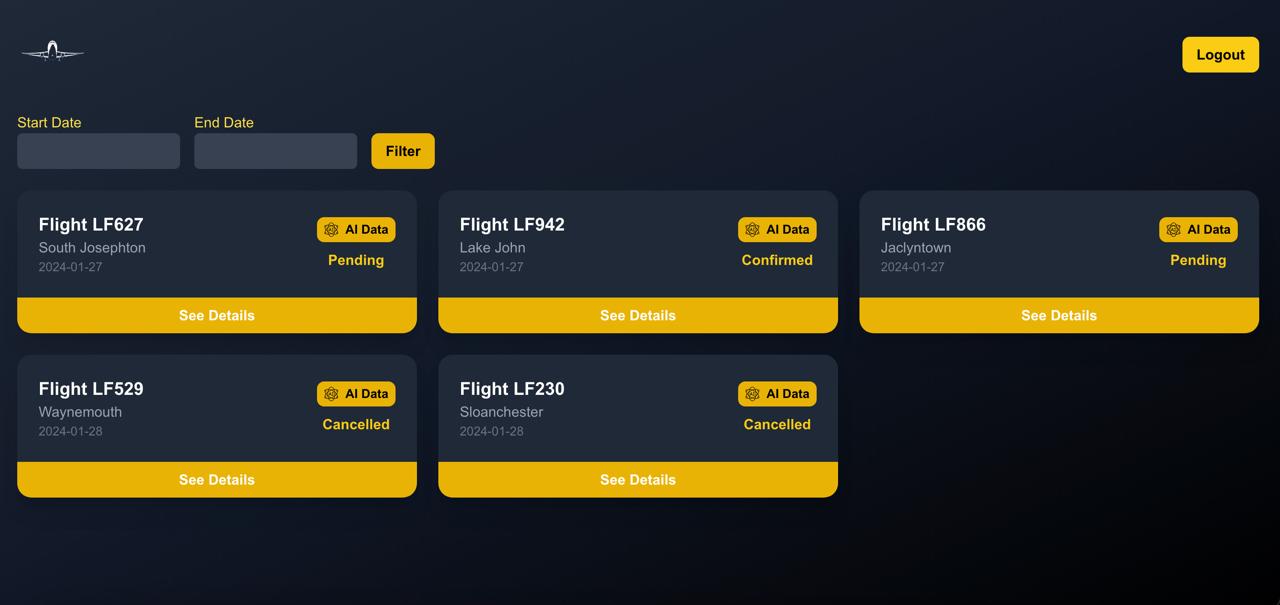 Logout
Start Date
End Date
Filter
Flight LF627
South Josephton
2024-01-27
AI Data
Pending
See Details
Flight LF942
Lake John
2024-01-27
AI Data
Confirmed
See Details
Flight LF866
Jaclyntown
2024-01-27
AI Data
Pending
See Details
Flight LF529
Waynemouth
2024-01-28
AI Data
Cancelled
See Details
Flight LF230
Sloanchester
2024-01-28
AI Data
Cancelled
See Details